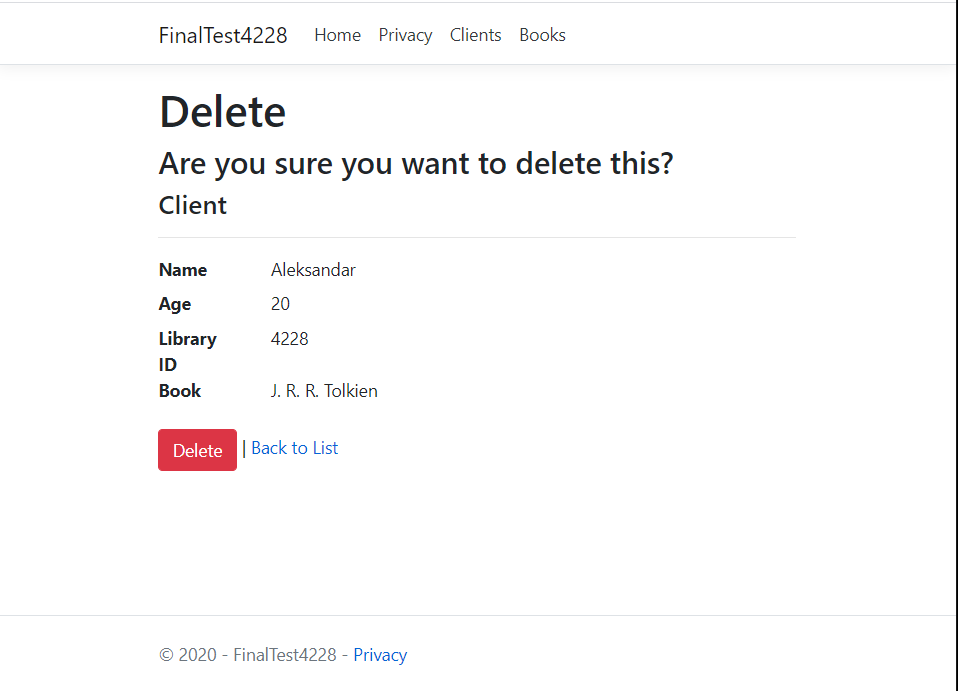 FinalTest4228 Home Privacy Clients Books
Delete
Are you sure you want to delete this?
Client
Name Aleksandar
Age 20
Library 4228
ID
Book J. R. R. Tolkien
Delete | Back to List
© 2020 - FinalTest4228 - Privacy